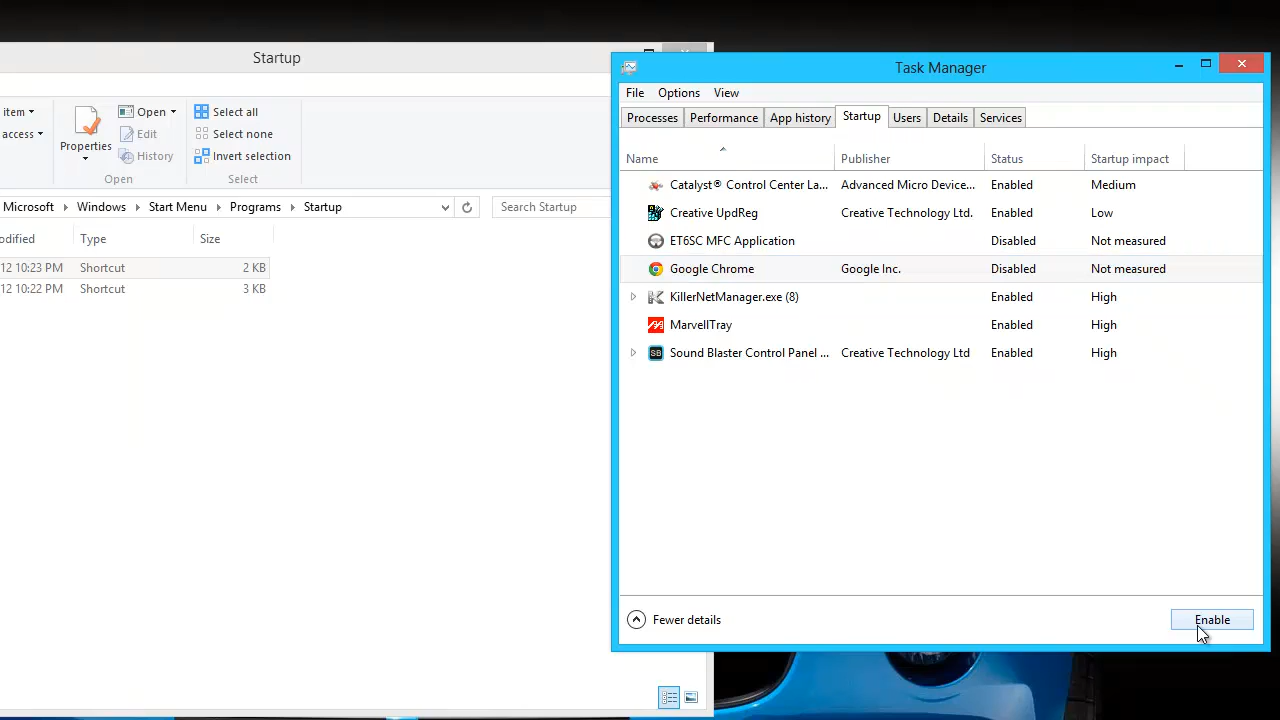 Startup
item
access
Properties
Open
Edit
History
Open
Select all
Select none
Invert selection
Select
Microsoft Windows Start Menu Programs Startup
Search Startup
odified Type Size
12 10:23 PM Shortcut 2 KB
12 10:22 PM Shortcut 3 KB
Task Manager
File Options View
Processes Performance App history Startup Users Details Services
Name Publisher Status Startup impact
Catalyst® Control Center La... Advanced Micro Device... Enabled Medium
Creative UpdReg Creative Technology Ltd. Enabled Low
ET6SC MFC Application Disabled Not measured
Google Chrome Google Inc. Disabled Not measured
KillerNetManager.exe (8) Enabled High
MarvellTray Enabled High
SB Sound Blaster Control Panel ... Creative Technology Ltd Enabled High
Fewer details
Enable